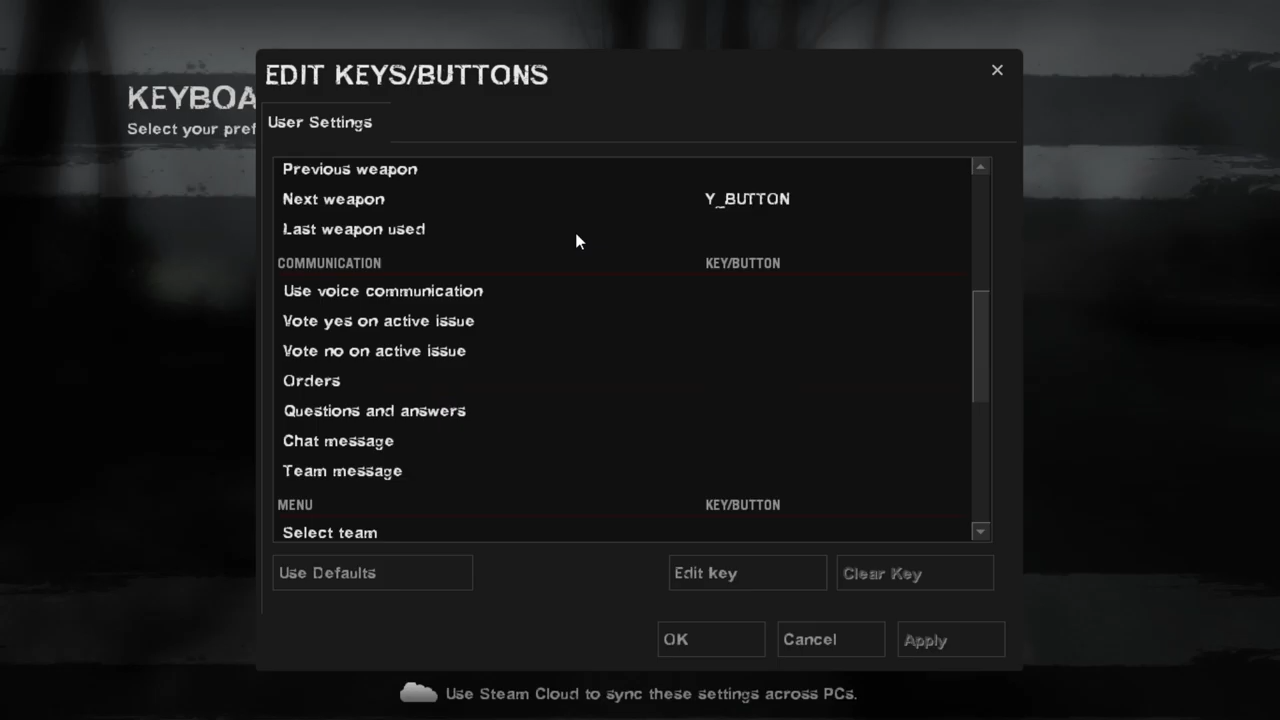 KEYBOA
Select your pref
EDIT KEYS/BUTTONS
User Settings
Previous weapon
Next weapon Y_BUTTON
Last weapon used
COMMUNICATION KEY/BUTTON
Use voice communication
Vote yes on active issue
Vote no on active issue
Orders
Questions and answers
Chat message
Team message
MENU KEY/BUTTON
Select team
Use Defaults Edit key Clear Key
OK Cancel Apply
Use Steam Cloud to sync these settings across PCs.